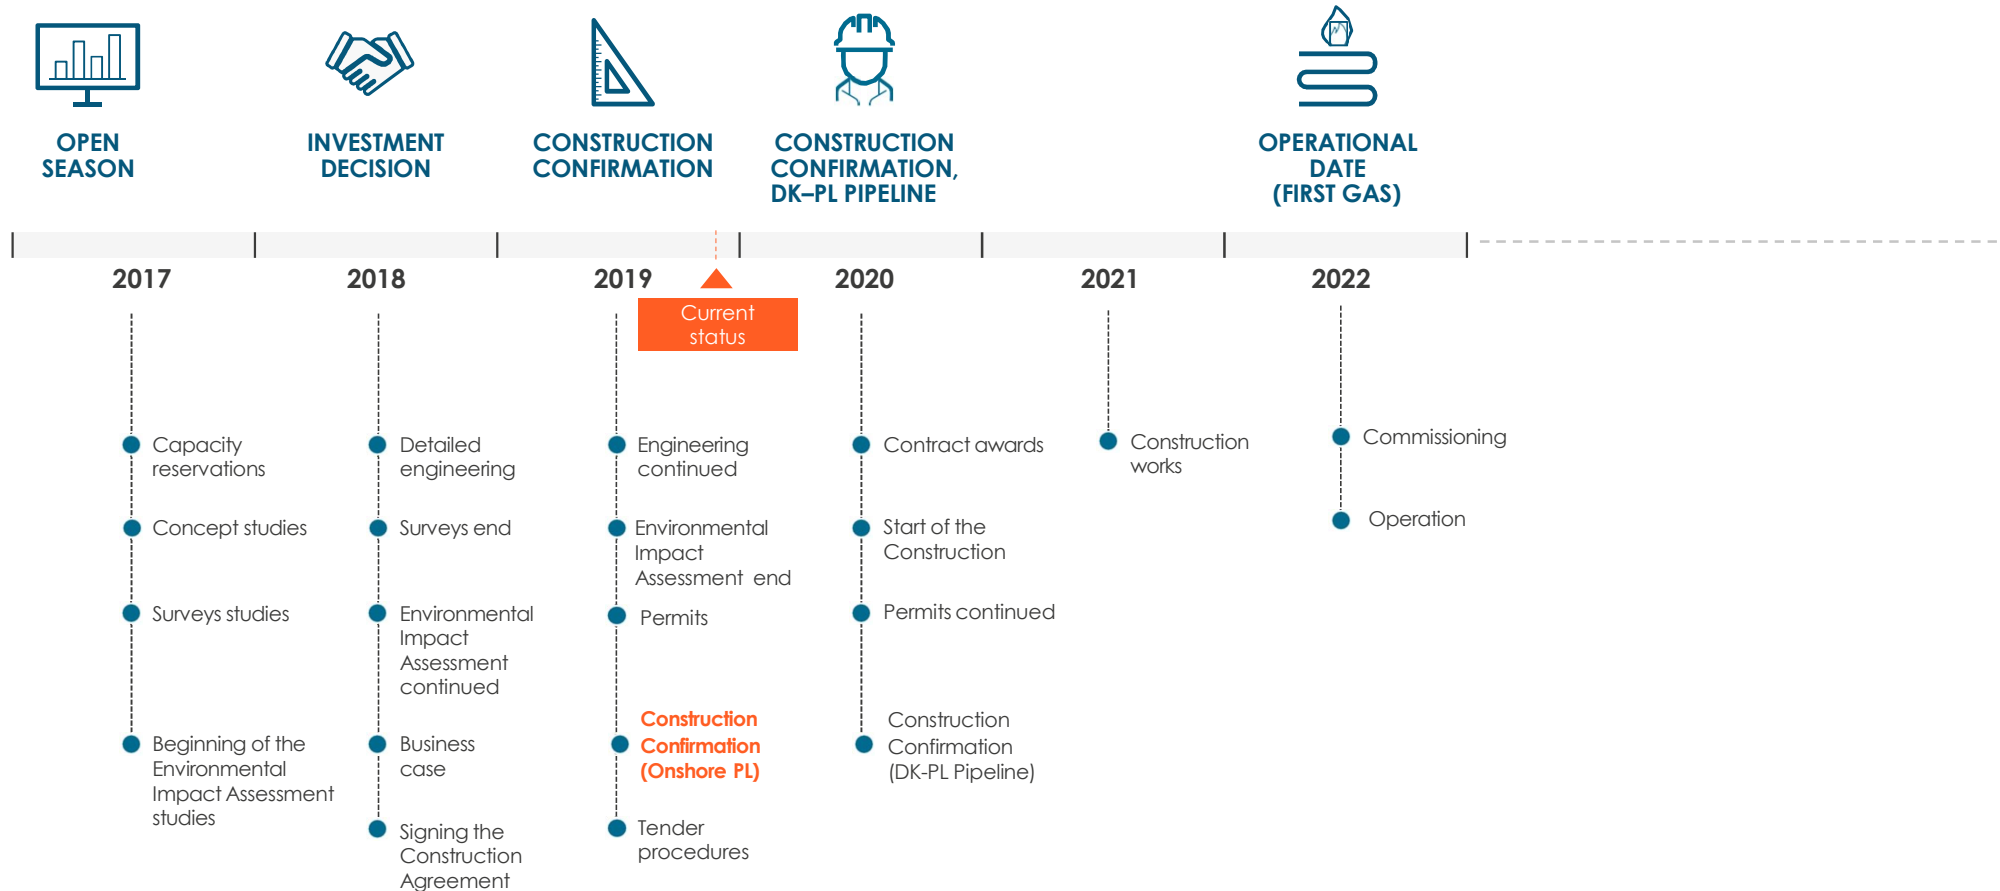 OPEN
SEASON
INVESTMENT
DECISION
CONSTRUCTION
CONFIRMATION
CONSTRUCTION
CONFIRMATION,
DK–PL PIPELINE
OPERATIONAL
DATE
(FIRST GAS)
2017
2018
2019
2020
2021
2022
Current
status
Capacity
reservations
Concept studies
Surveys studies
Beginning of the
Environmental
Impact Assessment
studies
Detailed
engineering
Surveys end
Environmental
Impact
Assessment
continued
Business
case
Signing the
Construction
Agreement
Engineering
continued
Environmental
Impact
Assessment end
Permits
Construction
Confirmation
(Onshore PL)
Tender
procedures
Contract awards
Start of the
Construction
Permits continued
Construction
Confirmation
(DK-PL Pipeline)
Construction
works
Commissioning
Operation